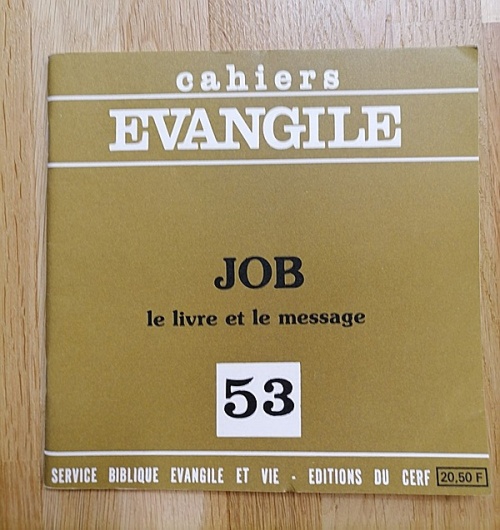 cahiers
EVANGILE
JOB
le livre et le message
53
SERVICE BIBLIQUE EVANGILE ET VIE - EDITIONS DU CERF 20,50 F